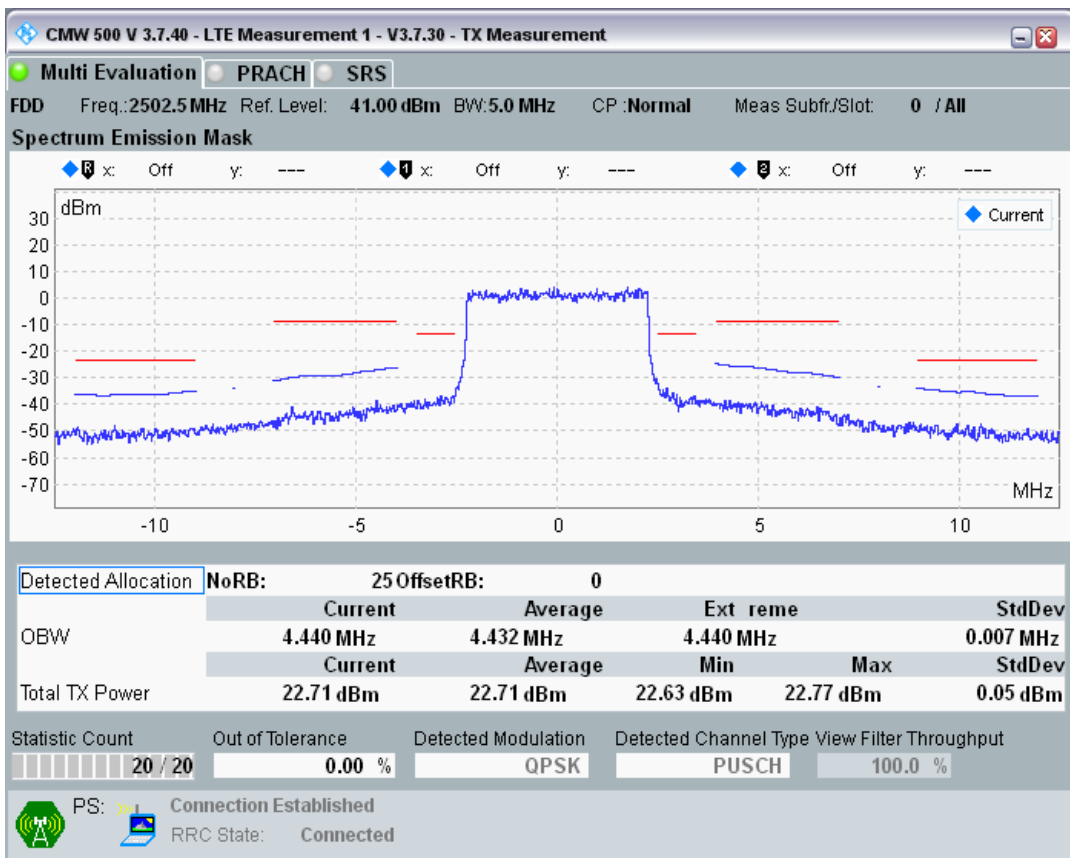 CMW 500 V 3.7.40 - LTE Measurement 1 - V3.7.30 - TX Measurement
Multi Evaluation PRACH SRS
FDD Freq.:2502.5 MHz Ref. Level: 41.00 dBm BW:5.0 MHz CP :Normal Meas Subfr./Slot: 0 / All
Spectrum Emission Mask
R x: Off y: --- 1 x: Off y: --- 2 x: Off y: ---
dBm
Current
30
20
10
0
-10
-20
-30
-40
-50
-60
-70
MHz
-10 -5 0 5 10
Detected Allocation NoRB: 25 OffsetRB: 0
Current Average Ext reme StdDev
OBW 4.440 MHz 4.432 MHz 4.440 MHz 0.007 MHz
Current Average Min Max StdDev
Total TX Power 22.71 dBm 22.71 dBm 22.63 dBm 22.77 dBm 0.05 dBm
Statistic Count Out of Tolerance Detected Modulation Detected Channel Type View Filter Throughput
20 / 20 0.00 % QPSK PUSCH 100.0 %
PS: Connection Established
RRC State: Connected